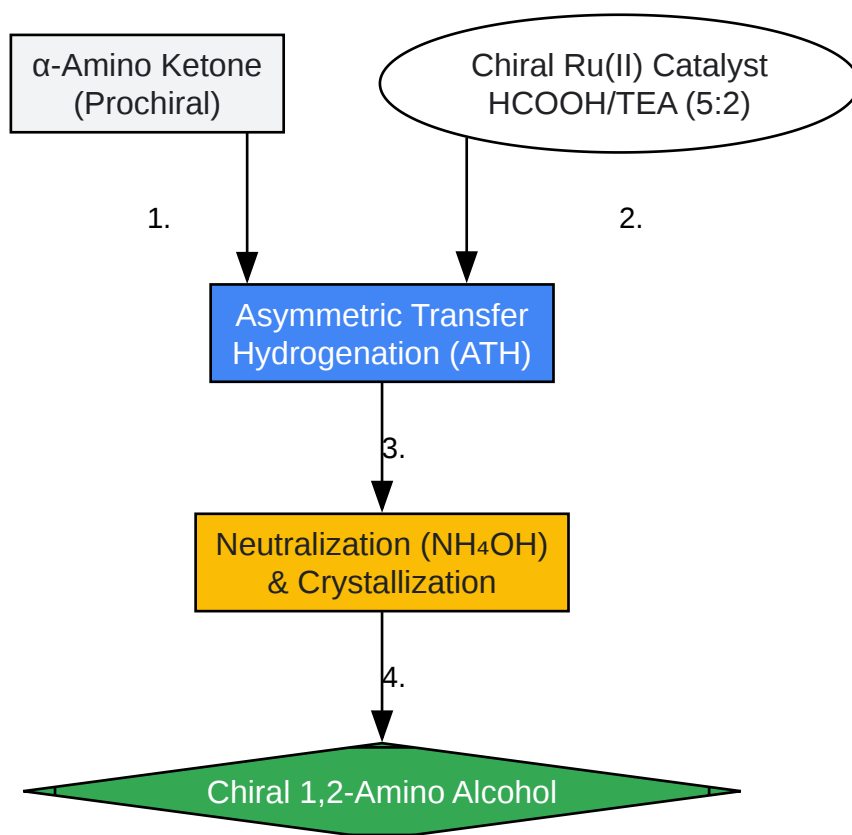 α-Amino Ketone
(Prochiral)
Chiral Ru(II) Catalyst
HCOOH/TEA (5:2)
1.
2.
Asymmetric Transfer
Hydrogenation (ATH)
3.
Neutralization (NH₄OH)
& Crystallization
4.
Chiral 1,2-Amino Alcohol